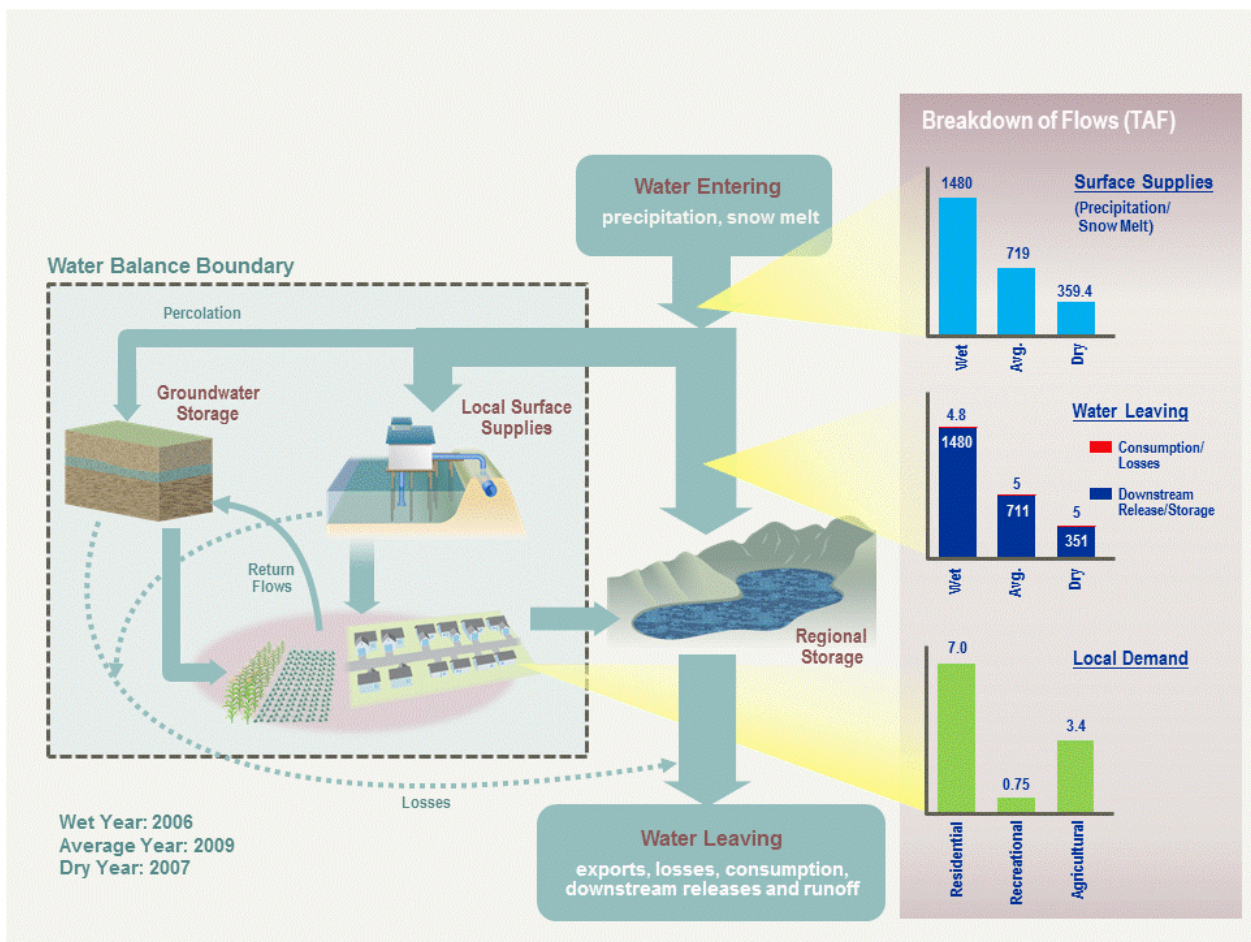 Breakdown of Flows (TAF)
Water Entering
precipitation, snow melt
1480
719
359.4
Surface Supplies
(Precipitation/
Snow Melt)
Wet
Avg.
Dry
Water Balance Boundary
Percolation
Groundwater
Storage
Local Surface
Supplies
Return
Flows
Regional
Storage
Losses
4.8
1480
5
711
5
351
Water Leaving
Consumption/
Losses
Downstream
Release/Storage
Wet
Avg.
Dry
7.0
0.75
3.4
Local Demand
Residential
Recreational
Agricultural
Wet Year: 2006
Average Year: 2009
Dry Year: 2007
Water Leaving
exports, losses, consumption,
downstream releases and runoff